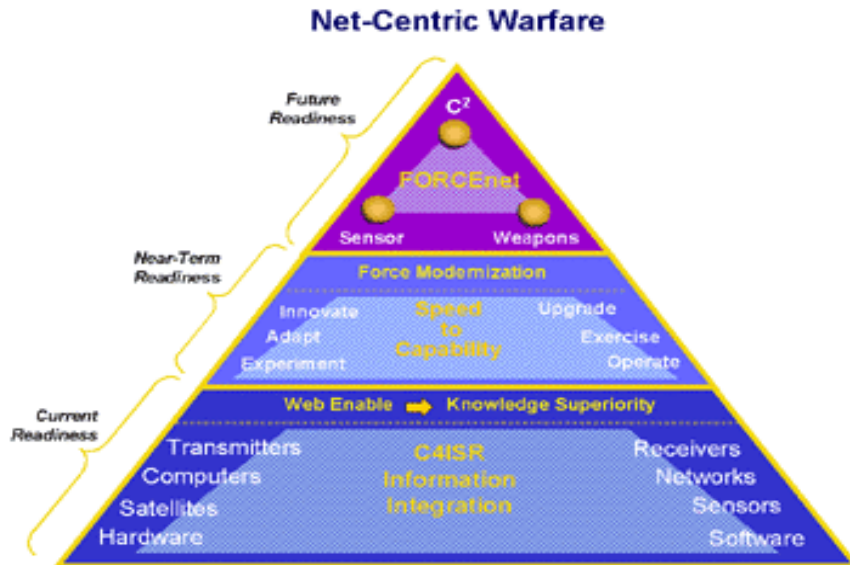 Net-Centric Warfare
Future
Readiness
C²
FORCEnet
Sensor Weapons
Near-Term
Readiness
Force Modernization
Innovate Speed Upgrade
Adapt to Exercise
Experiment Capability Operate
Current
Readiness
Web Enable Knowledge Superiority
Transmitters C4ISR Receivers
Computers Information Networks
Satellites Integration Sensors
Hardware Software